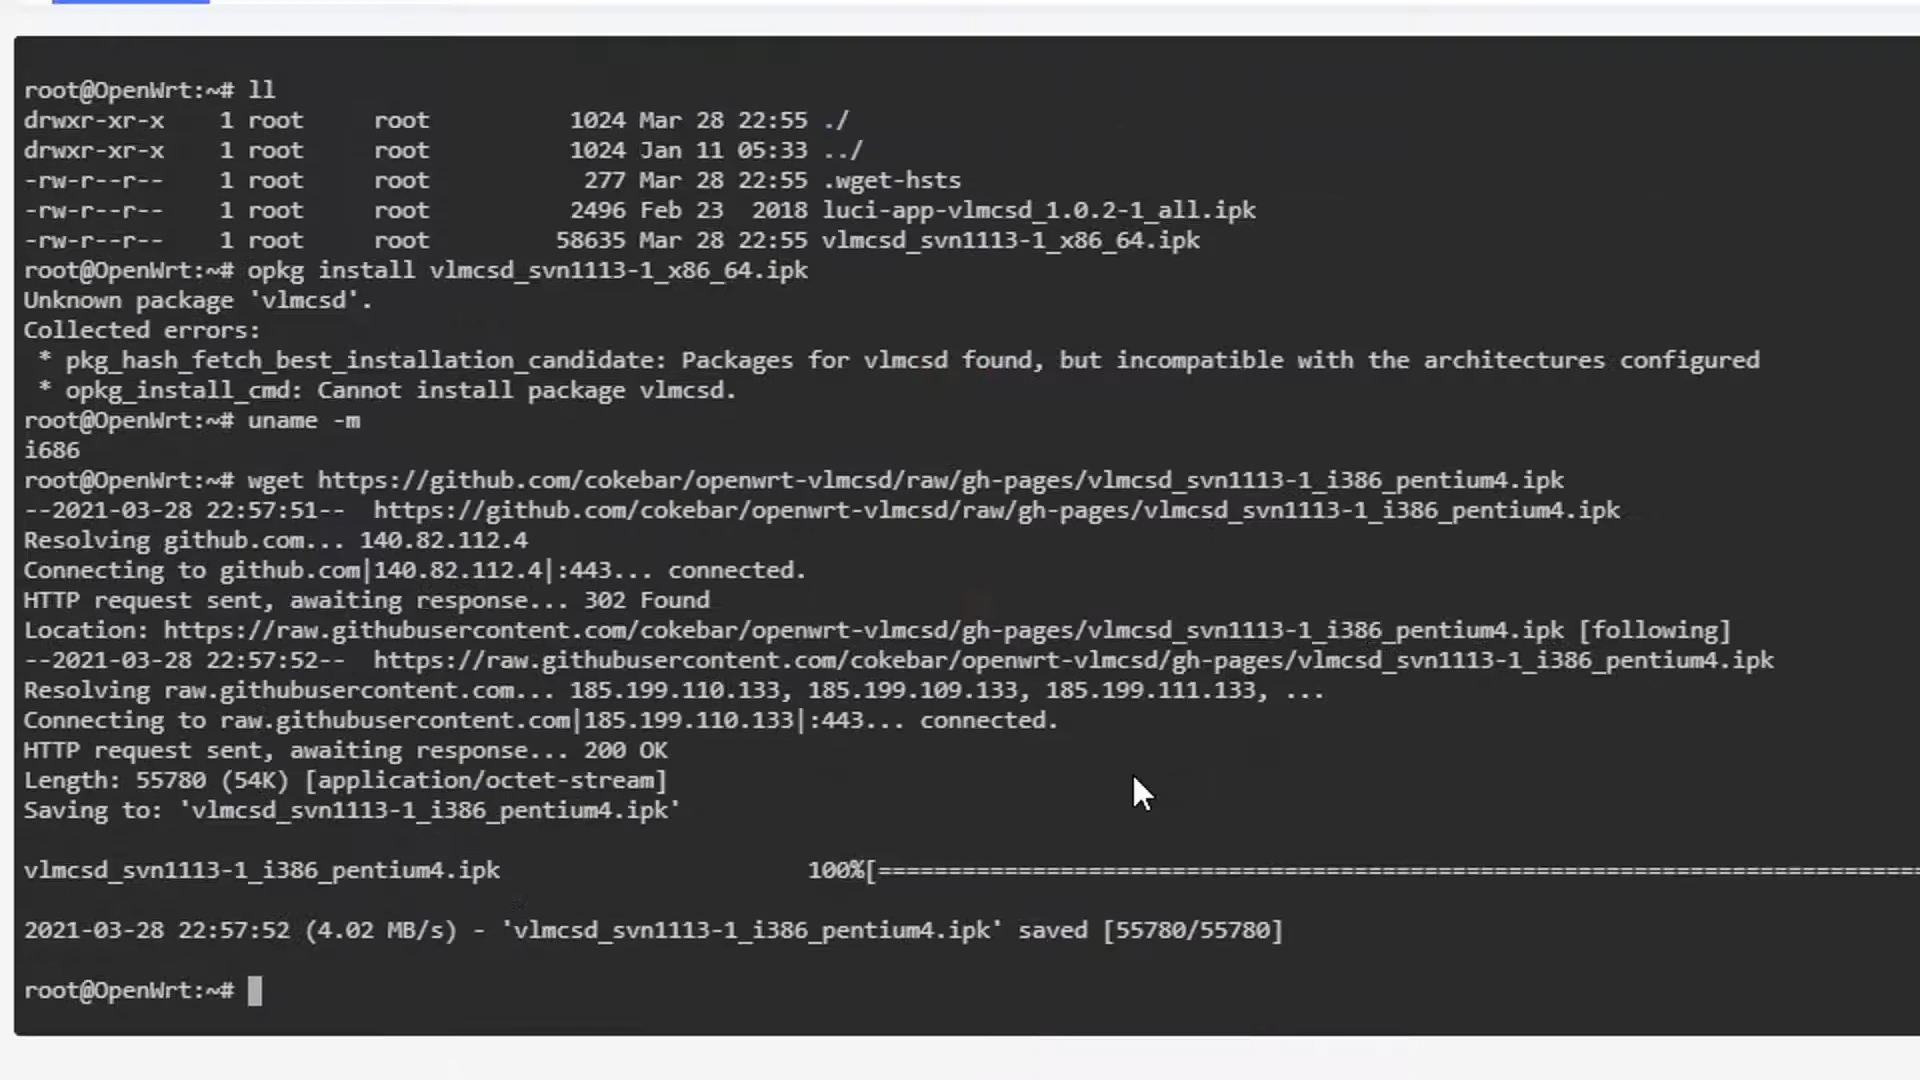 root@OpenWrt:~# ll
drwxr-xr-x    1 root     root          1024 Mar 28 22:55 ./
drwxr-xr-x    1 root     root          1024 Jan 11 05:33 ../
-rw-r--r--    1 root     root           277 Mar 28 22:55 .wget-hsts
-rw-r--r--    1 root     root          2496 Feb 23  2018 luci-app-vlmcsd_1.0.2-1_all.ipk
-rw-r--r--    1 root     root         58635 Mar 28 22:55 vlmcsd_svn1113-1_x86_64.ipk
root@OpenWrt:~# opkg install vlmcsd_svn1113-1_x86_64.ipk
Unknown package 'vlmcsd'.
Collected errors:
 * pkg_hash_fetch_best_installation_candidate: Packages for vlmcsd found, but incompatible with the architectures configured
 * opkg_install_cmd: Cannot install package vlmcsd.
root@OpenWrt:~# uname -m
i686
root@OpenWrt:~# wget https://github.com/cokebar/openwrt-vlmcsd/raw/gh-pages/vlmcsd_svn1113-1_i386_pentium4.ipk
--2021-03-28 22:57:51--  https://github.com/cokebar/openwrt-vlmcsd/raw/gh-pages/vlmcsd_svn1113-1_i386_pentium4.ipk
Resolving github.com... 140.82.112.4
Connecting to github.com|140.82.112.4|:443... connected.
HTTP request sent, awaiting response... 302 Found
Location: https://raw.githubusercontent.com/cokebar/openwrt-vlmcsd/gh-pages/vlmcsd_svn1113-1_i386_pentium4.ipk [following]
--2021-03-28 22:57:52--  https://raw.githubusercontent.com/cokebar/openwrt-vlmcsd/gh-pages/vlmcsd_svn1113-1_i386_pentium4.ipk
Resolving raw.githubusercontent.com... 185.199.110.133, 185.199.109.133, 185.199.111.133, ...
Connecting to raw.githubusercontent.com|185.199.110.133|:443... connected.
HTTP request sent, awaiting response... 200 OK
Length: 55780 (54K) [application/octet-stream]
Saving to: 'vlmcsd_svn1113-1_i386_pentium4.ipk'
vlmcsd_svn1113-1_i386_pentium4.ipk                      100%[===========================================================================
2021-03-28 22:57:52 (4.02 MB/s) - 'vlmcsd_svn1113-1_i386_pentium4.ipk' saved [55780/55780]
root@OpenWrt:~#